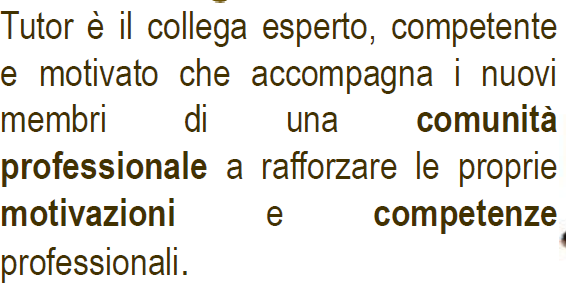 Tutor è il collega esperto, competente
e motivato che accompagna i nuovi
membri di una comunità
professionale a rafforzare le proprie
motivazioni e competenze
professionali.